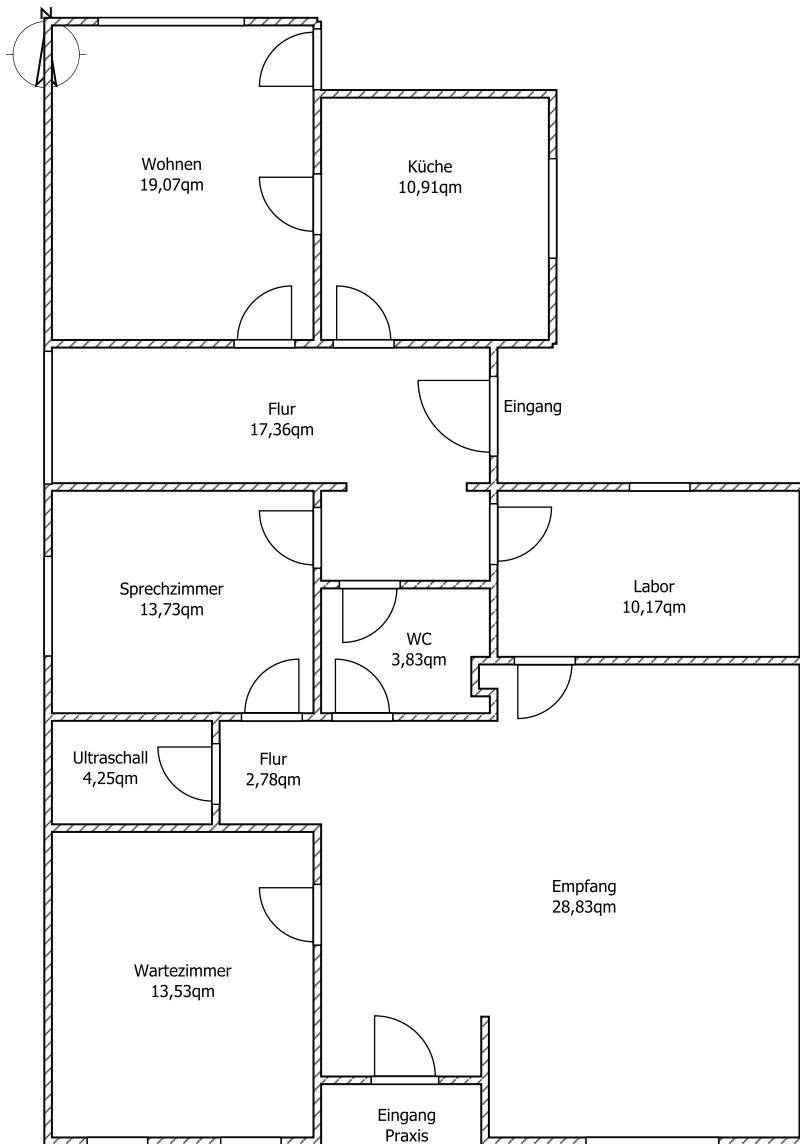 N
Wohnen
19,07qm
Küche
10,91qm
Flur
17,36qm
Eingang
Sprechzimmer
13,73qm
Labor
10,17qm
WC
3,83qm
Ultraschall
4,25qm
Flur
2,78qm
Empfang
28,83qm
Wartezimmer
13,53qm
Eingang
Praxis